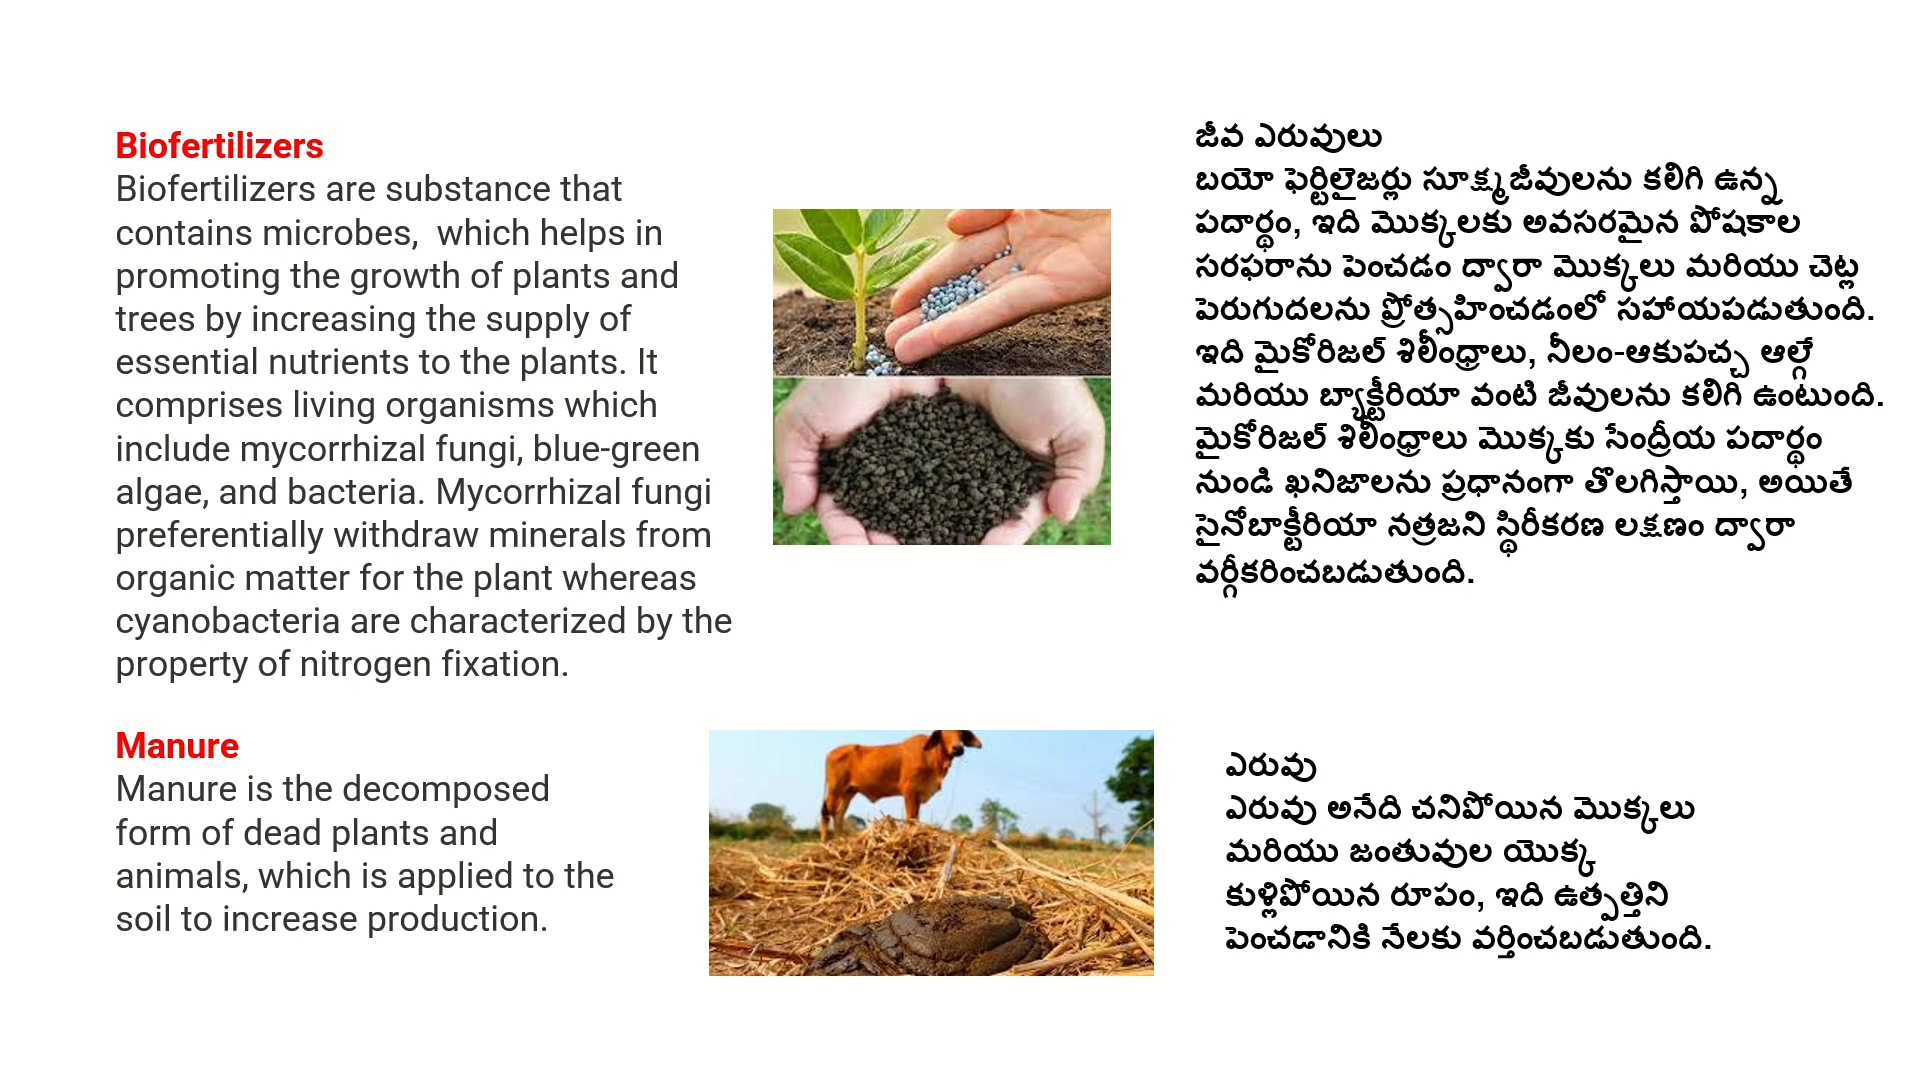 Biofertilizers
Biofertilizers are substance that
contains microbes,  which helps in
promoting the growth of plants and
trees by increasing the supply of
essential nutrients to the plants. It
comprises living organisms which
include mycorrhizal fungi, blue-green
algae, and bacteria. Mycorrhizal fungi
preferentially withdraw minerals from
organic matter for the plant whereas
cyanobacteria are characterized by the
property of nitrogen fixation.
Manure
Manure is the decomposed
form of dead plants and
animals, which is applied to the
soil to increase production.
జీవ ఎరువులు
బయో ఫెర్టిలైజర్లు సూక్ష్మజీవులను కలిగి ఉన్న
పదార్థం, ఇది మొక్కలకు అవసరమైన పోషకాల
సరఫరాను పెంచడం ద్వారా మొక్కలు మరియు చెట్ల
పెరుగుదలను ప్రోత్సహించడంలో సహాయపడుతుంది.
ఇది మైకోరిజల్ శిలీంధ్రాలు, నీలం-ఆకుపచ్చ ఆల్గే
మరియు బ్యాక్టీరియా వంటి జీవులను కలిగి ఉంటుంది.
మైకోరిజల్ శిలీంధ్రాలు మొక్కకు సేంద్రీయ పదార్థం
నుండి ఖనిజాలను ప్రధానంగా తొలగిస్తాయి, అయితే
సైనోబాక్టీరియా నత్రజని స్థిరీకరణ లక్షణం ద్వారా
వర్గీకరించబడుతుంది.
ఎరువు
ఎరువు అనేది చనిపోయిన మొక్కలు
మరియు జంతువుల యొక్క
కుళ్లిపోయిన రూపం, ఇది ఉత్పత్తిని
పెంచడానికి నేలకు వర్తించబడుతుంది.